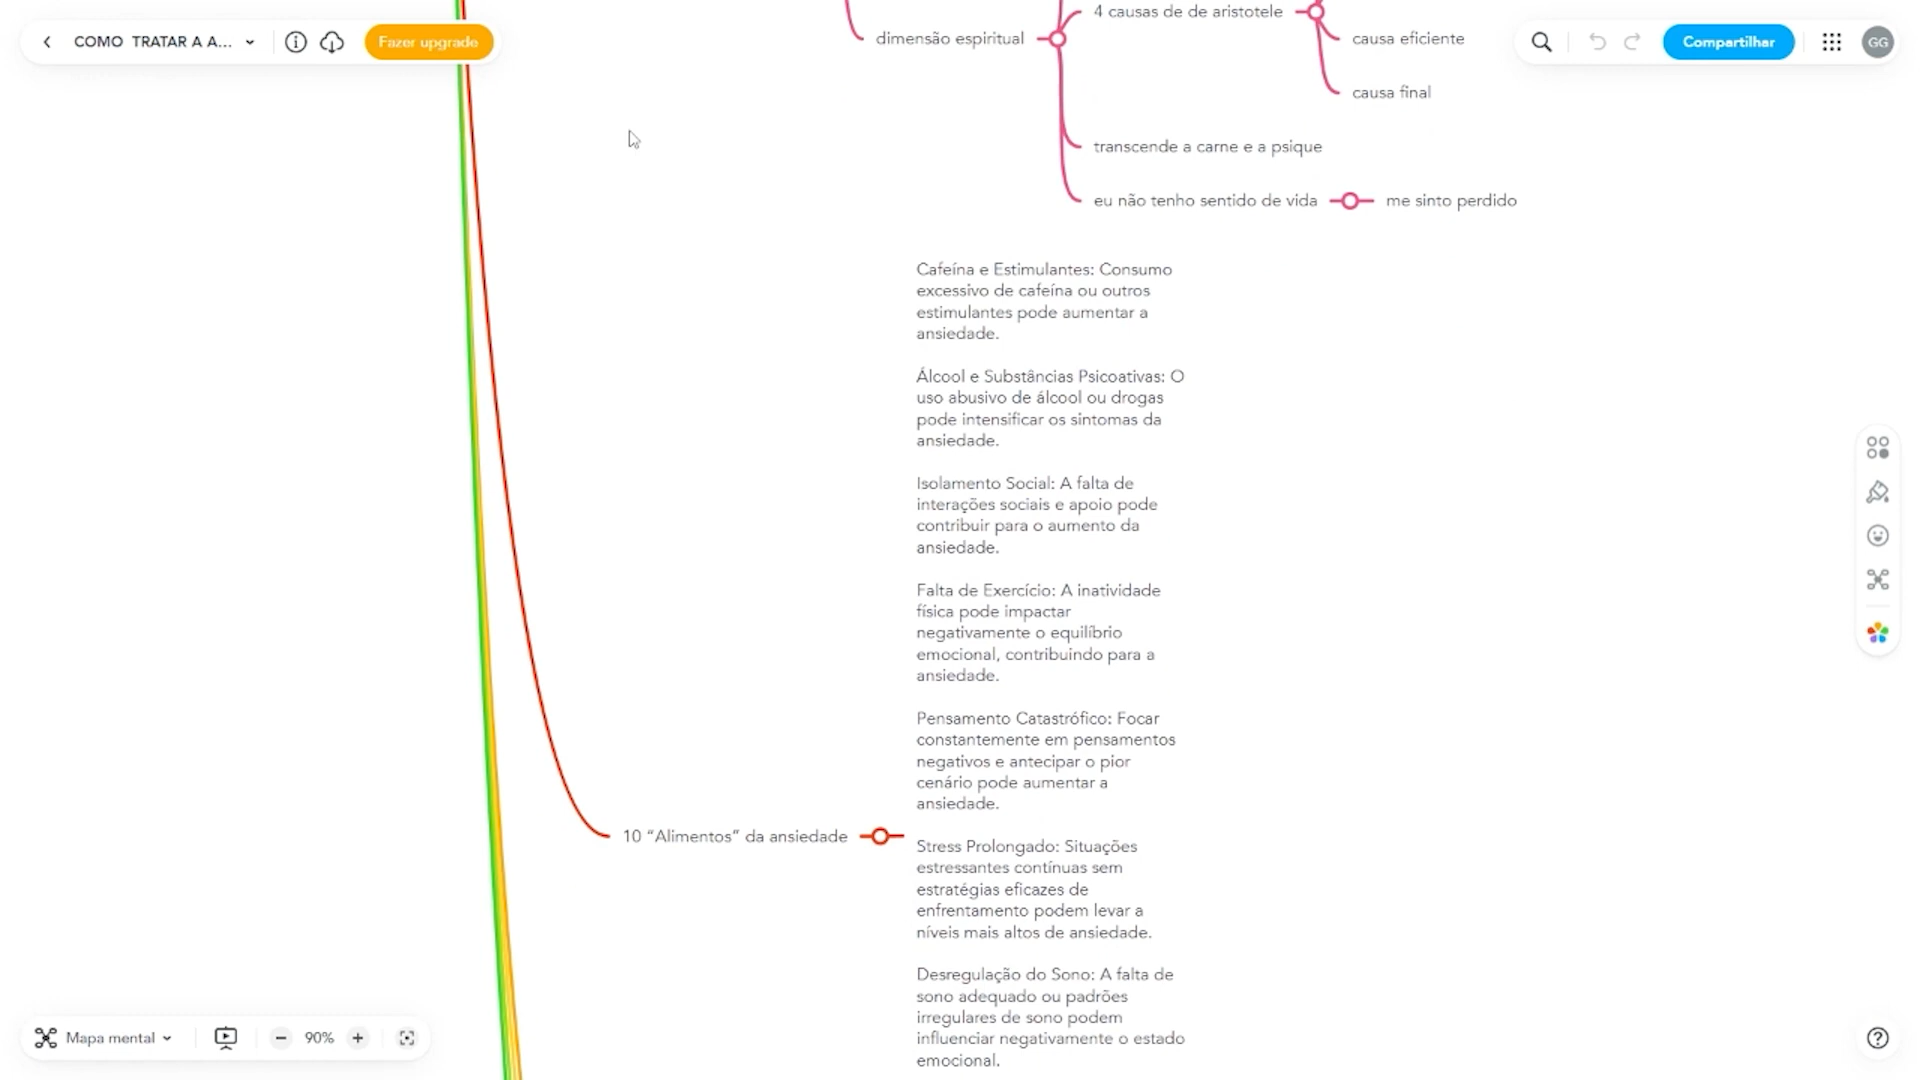 COMO TRATAR A A...
Fazer upgrade
Compartilhar
GG
dimensão espiritual
4 causas de de aristotele
causa eficiente
causa final
transcende a carne e a psique
eu não tenho sentido de vida
me sinto perdido
10 “Alimentos” da ansiedade
Cafeína e Estimulantes: Consumo
excessivo de cafeína ou outros
estimulantes pode aumentar a
ansiedade.
Álcool e Substâncias Psicoativas: O
uso abusivo de álcool ou drogas
pode intensificar os sintomas da
ansiedade.
Isolamento Social: A falta de
interações sociais e apoio pode
contribuir para o aumento da
ansiedade.
Falta de Exercício: A inatividade
física pode impactar
negativamente o equilíbrio
emocional, contribuindo para a
ansiedade.
Pensamento Catastrófico: Focar
constantemente em pensamentos
negativos e antecipar o pior
cenário pode aumentar a
ansiedade.
Stress Prolongado: Situações
estressantes contínuas sem
estratégias eficazes de
enfrentamento podem levar a
níveis mais altos de ansiedade.
Desregulação do Sono: A falta de
sono adequado ou padrões
irregulares de sono podem
influenciar negativamente o estado
emocional.
Mapa mental
90%